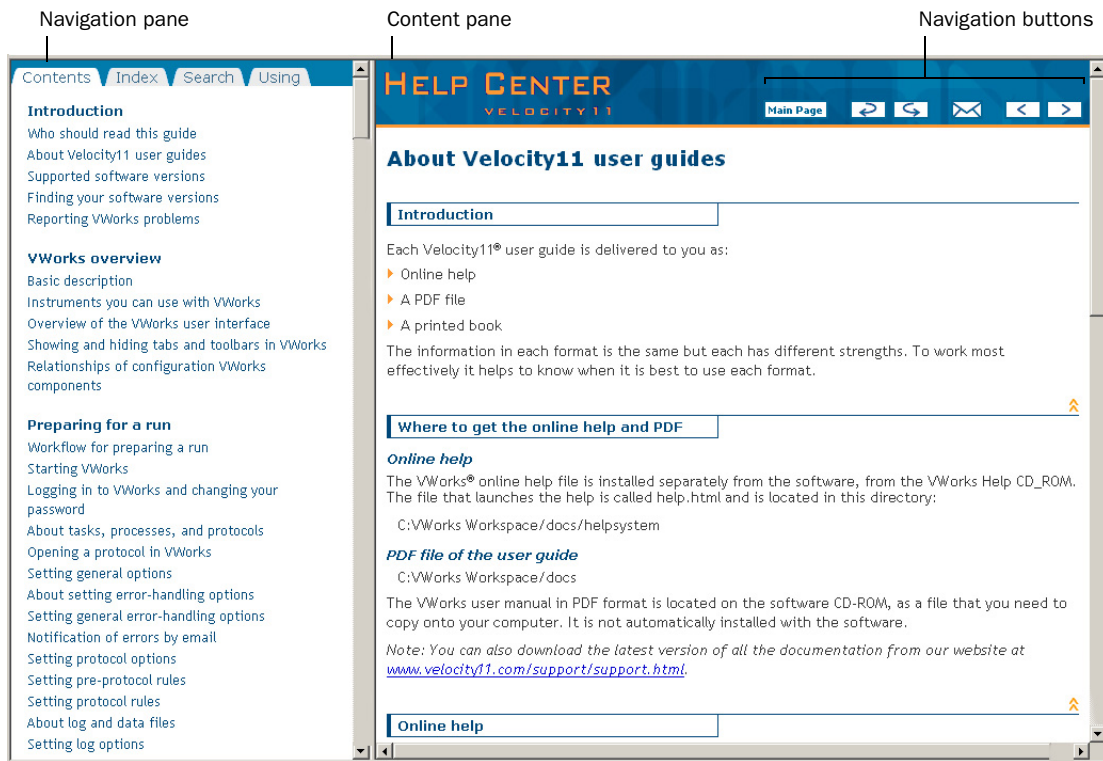 Navigation pane
Content pane
Navigation buttons
Contents Index Search Using
Introduction
Who should read this guide
About Velocity11 user guides
Supported software versions
Finding your software versions
Reporting VWorks problems
VWorks overview
Basic description
Instruments you can use with VWorks
Overview of the VWorks user interface
Showing and hiding tabs and toolbars in VWorks
Relationships of configuration VWorks
components
Preparing for a run
Workflow for preparing a run
Starting VWorks
Logging in to VWorks and changing your
password
About tasks, processes, and protocols
Opening a protocol in VWorks
Setting general options
About setting error-handling options
Setting general error-handling options
Notification of errors by email
Setting protocol options
Setting pre-protocol rules
Setting protocol rules
About log and data files
Setting log options
HELP CENTER
VELOCITY11
Main Page
< >
About Velocity11 user guides
Introduction
Each Velocity11® user guide is delivered to you as:
Online help
A PDF file
A printed book
The information in each format is the same but each has different strengths. To work most
effectively it helps to know when it is best to use each format.
Where to get the online help and PDF
Online help
The VWorks® online help file is installed separately from the software, from the VWorks Help CD_ROM.
The file that launches the help is called help.html and is located in this directory:
C:VWorks Workspace/docs/helpsystem
PDF file of the user guide
C:VWorks Workspace/docs
The VWorks user manual in PDF format is located on the software CD-ROM, as a file that you need to
copy onto your computer. It is not automatically installed with the software.
Note: You can also download the latest version of all the documentation from our website at
www.velocity11.com/support/support.html.
Online help